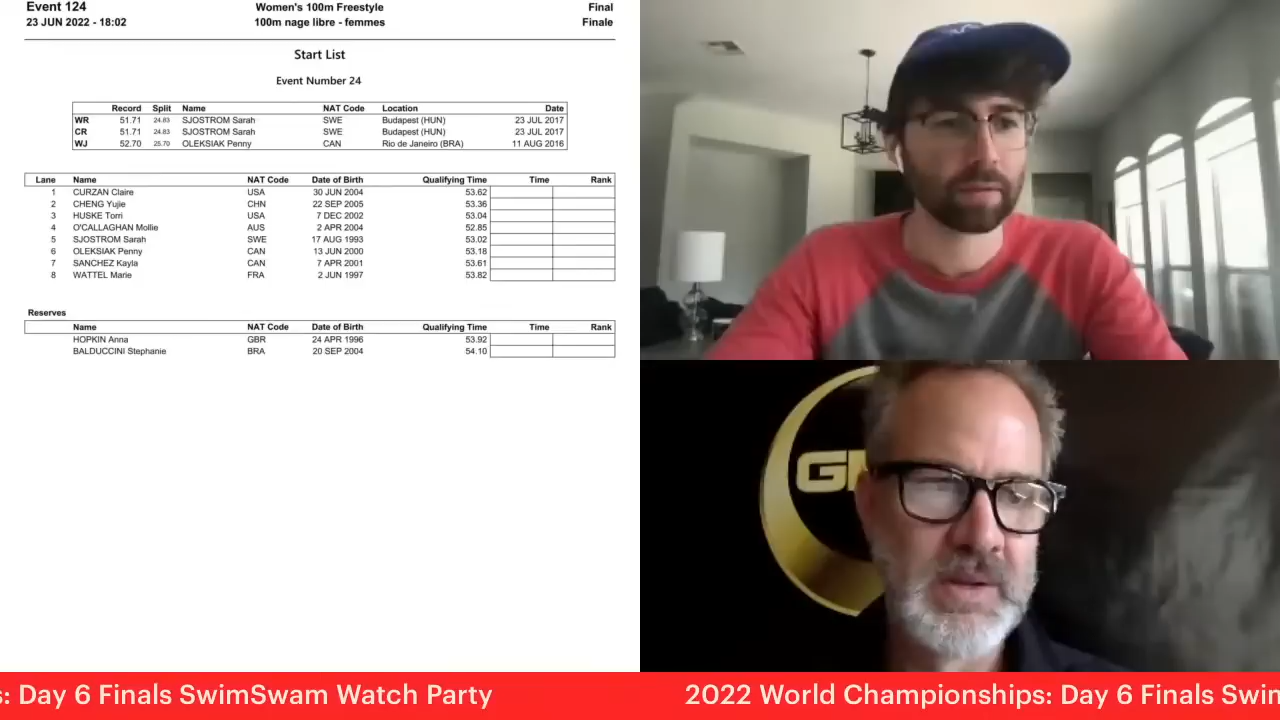 Event 124 Women's 100m Freestyle Final
23 JUN 2022 - 18:02 100m nage libre - femmes Finale
Start List
Event Number 24
Record Split Name NAT Code Location Date
WR 51.71 24.83 SJOSTROM Sarah SWE Budapest (HUN) 23 JUL 2017
CR 51.71 24.83 SJOSTROM Sarah SWE Budapest (HUN) 23 JUL 2017
WJ 52.70 25.70 OLEKSIAK Penny CAN Rio de Janeiro (BRA) 11 AUG 2016
Lane Name NAT Code Date of Birth Qualifying Time Time Rank
1 CURZAN Claire USA 30 JUN 2004 53.62
2 CHENG Yujie CHN 22 SEP 2005 53.36
3 HUSKE Torri USA 7 DEC 2002 53.04
4 O'CALLAGHAN Mollie AUS 2 APR 2004 52.85
5 SJOSTROM Sarah SWE 17 AUG 1993 53.02
6 OLEKSIAK Penny CAN 13 JUN 2000 53.18
7 SANCHEZ Kayla CAN 7 APR 2001 53.61
8 WATTEL Marie FRA 2 JUN 1997 53.82
Reserves
Name NAT Code Date of Birth Qualifying Time Time Rank
HOPKIN Anna GBR 24 APR 1996 53.92
BALDUCCINI Stephanie BRA 20 SEP 2004 54.10
s: Day 6 Finals SwimSwam Watch Party 2022 World Championships: Day 6 Finals Swim